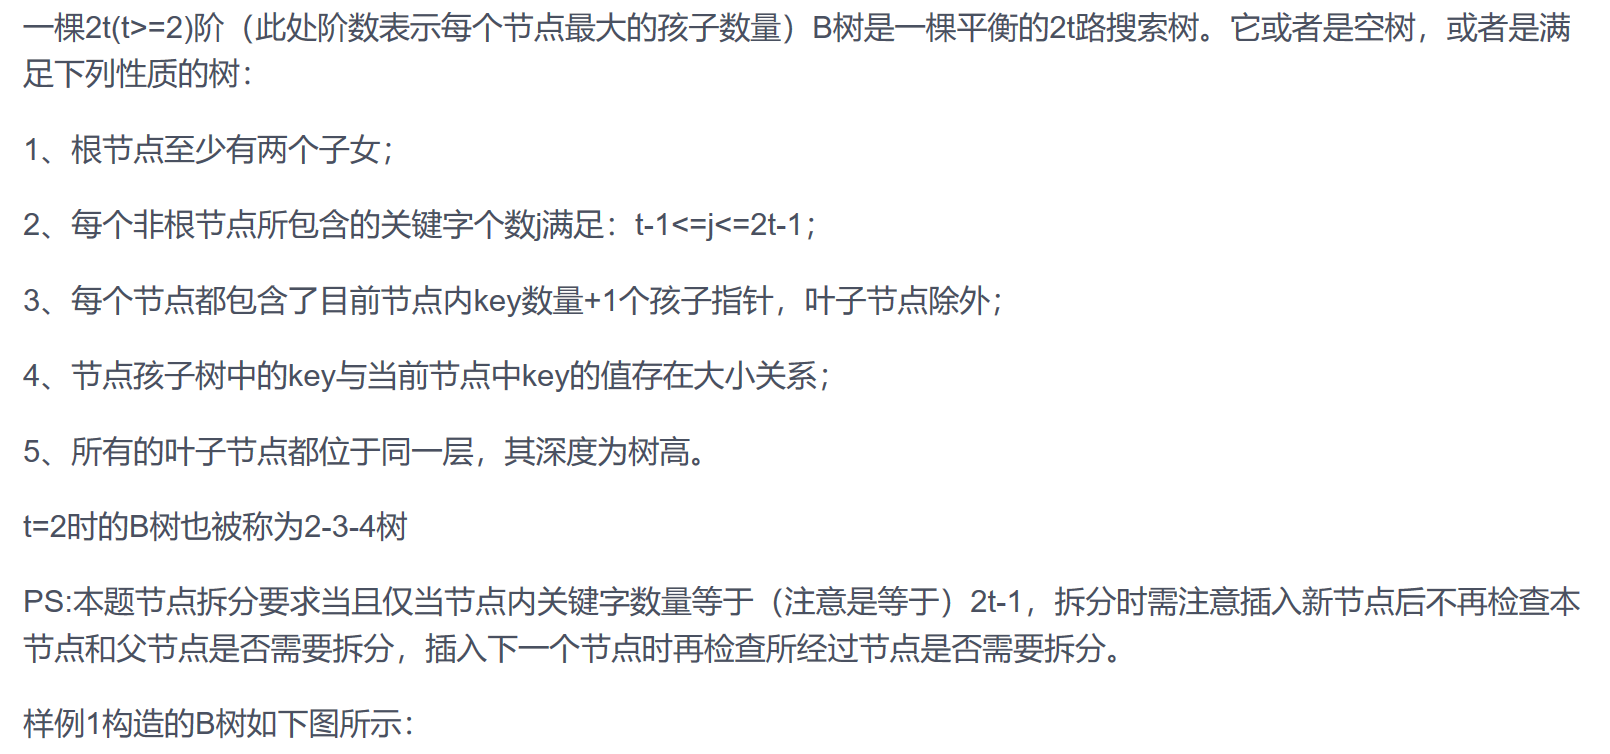 一棵2t(t>=2)阶（此处阶数表示每个节点最大的孩子数量）B树是一棵平衡的2t路搜索树。它或者是空树，或者是满
足下列性质的树：
1、根节点至少有两个子女；
2、每个非根节点所包含的关键字个数j满足：t-1<=j<=2t-1；
3、每个节点都包含了目前节点内key数量+1个孩子指针，叶子节点除外；
4、节点孩子树中的key与当前节点中key的值存在大小关系；
5、所有的叶子节点都位于同一层，其深度为树高。
t=2时的B树也被称为2-3-4树
PS:本题节点拆分要求当且仅当节点内关键字数量等于（注意是等于）2t-1，拆分时需注意插入新节点后不再检查本
节点和父节点是否需要拆分，插入下一个节点时再检查所经过节点是否需要拆分。
样例1构造的B树如下图所示：